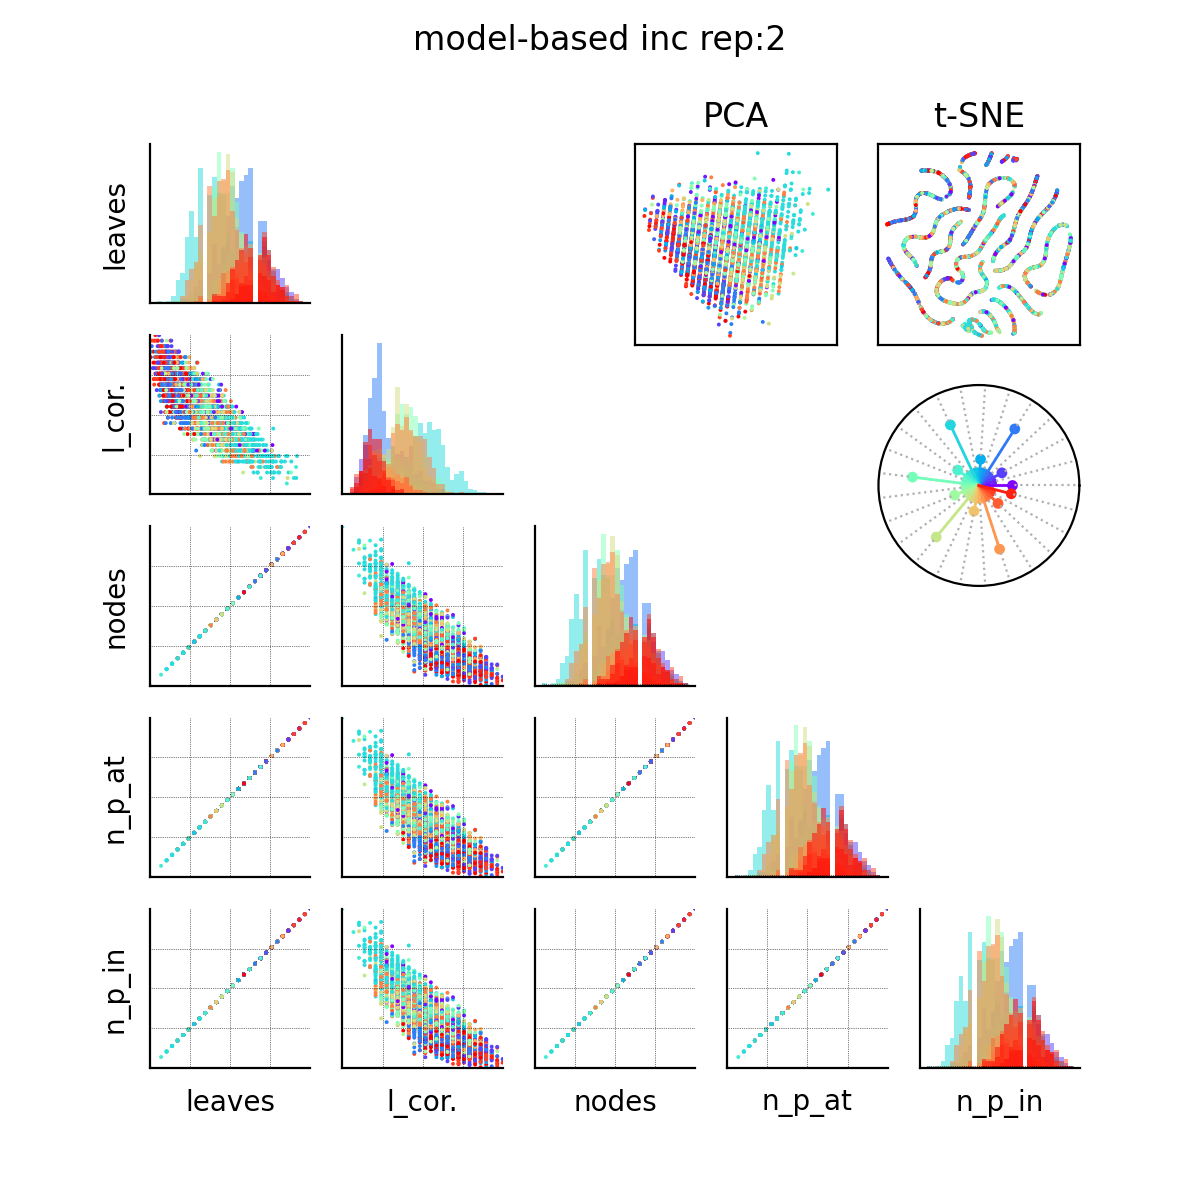 model-based inc rep:2
PCA
t-SNE
leaves
l_cor.
nodes
n_p_at
n_p_in
leaves
l_cor.
nodes
n_p_at
n_p_in